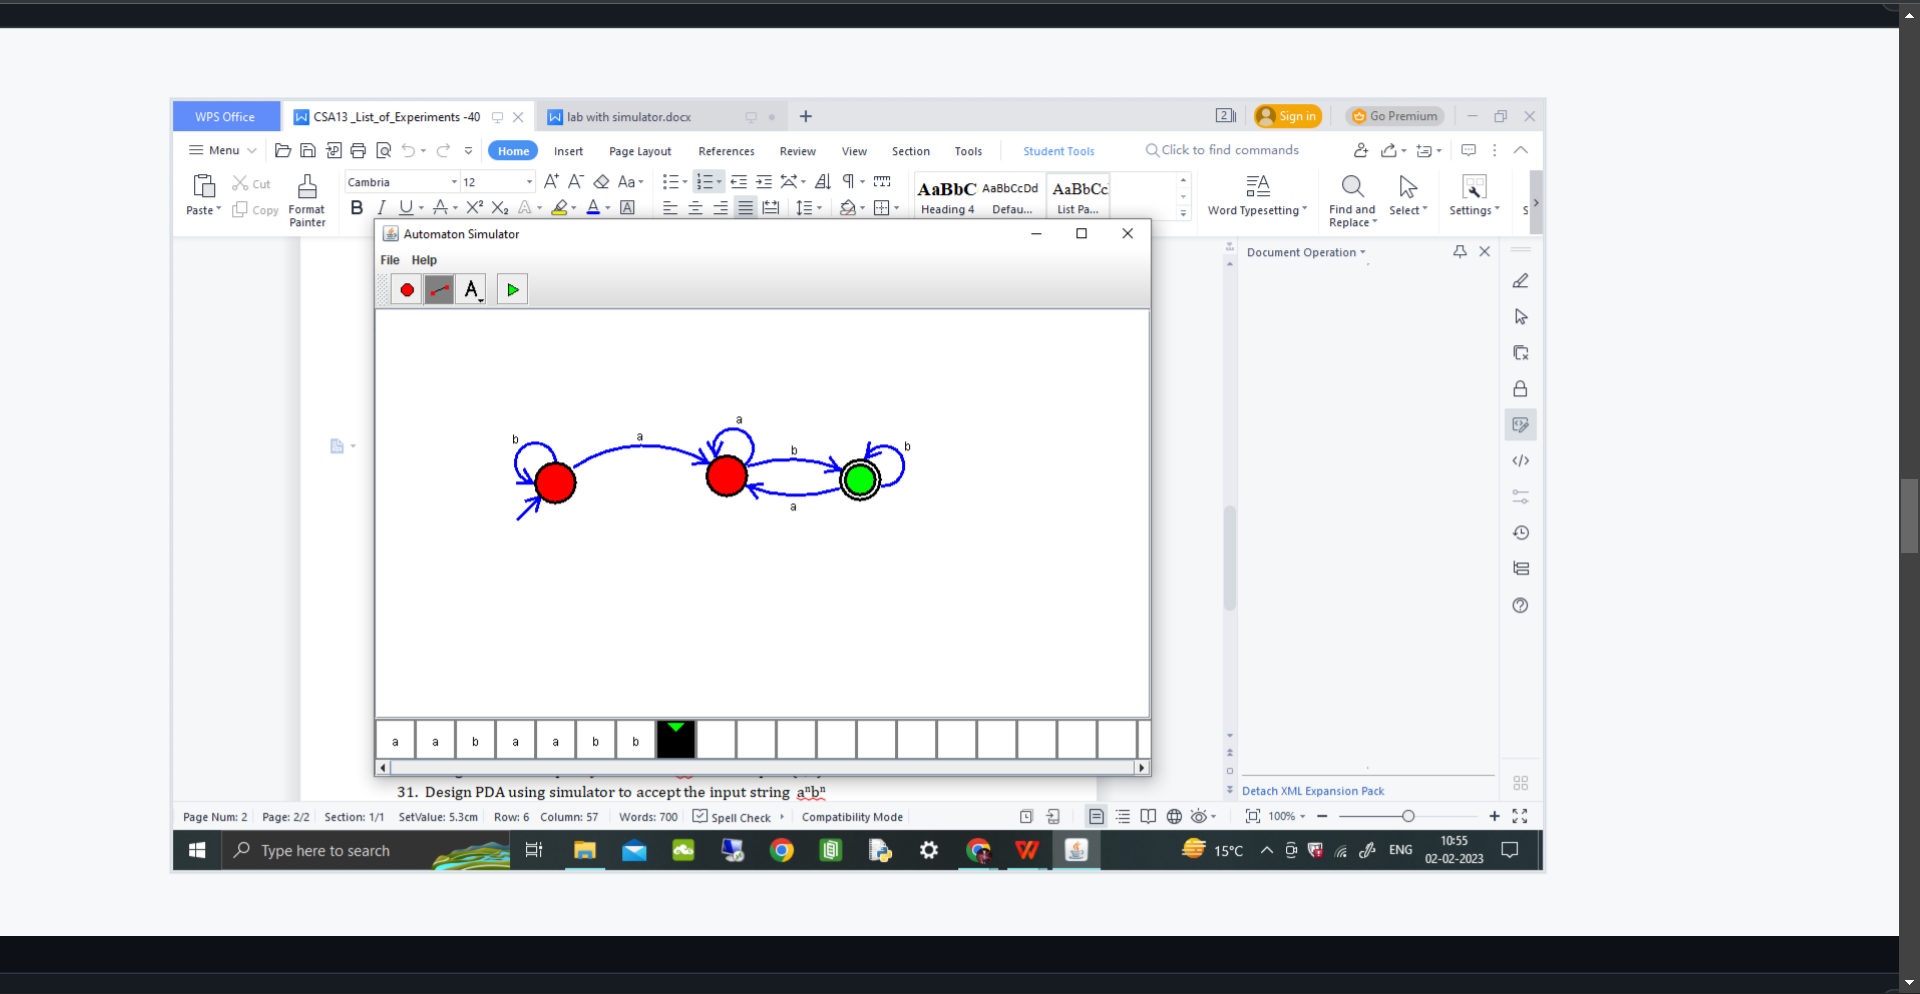 WPS Office
CSA13 _List_of_Experiments -40
lab with simulator.docx
2
Sign in
Go Premium
Menu
Home
Insert
Page Layout
References
Review
View
Section
Tools
Student Tools
Click to find commands
Paste
Cut
Copy
Format
Painter
Cambria
12
AaBbC
AaBbCcDd
AaBbCc
Heading 4
Defau...
List Pa...
Word Typesetting
Find and
Replace
Select
Settings
S
Automaton Simulator
File Help
A
Document Operation
b
a
a
b
a
b
a a b a a b b
31. Design PDA using simulator to accept the input string aⁿbⁿ
Detach XML Expansion Pack
Page Num: 2 Page: 2/2 Section: 1/1 SetValue: 5.3cm Row: 6 Column: 57 Words: 700 Spell Check Compatibility Mode
100%
Type here to search
15°C
ENG
10:55
02-02-2023